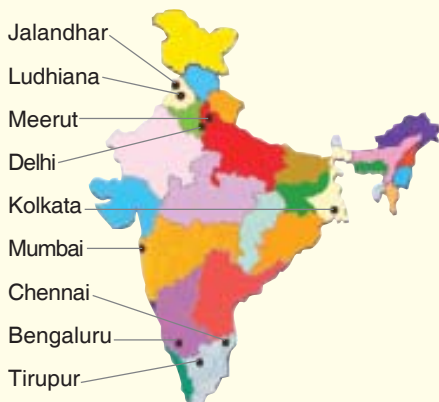 Jalandhar
Ludhiana
Meerut
Delhi
Kolkata
Mumbai
Chennai
Bengaluru
Tirupur